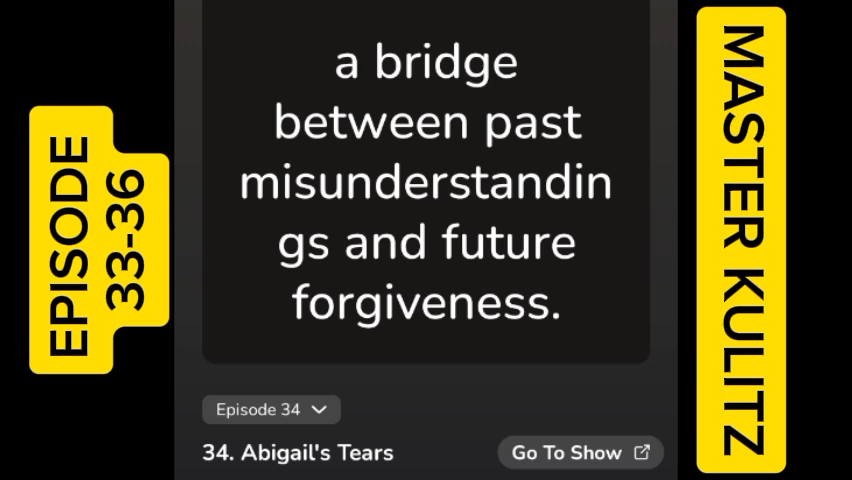 EPISODE
33-36
a bridge
between past
misunderstandin
gs and future
forgiveness.
Episode 34
34. Abigail's Tears
Go To Show
MASTER KULITZ